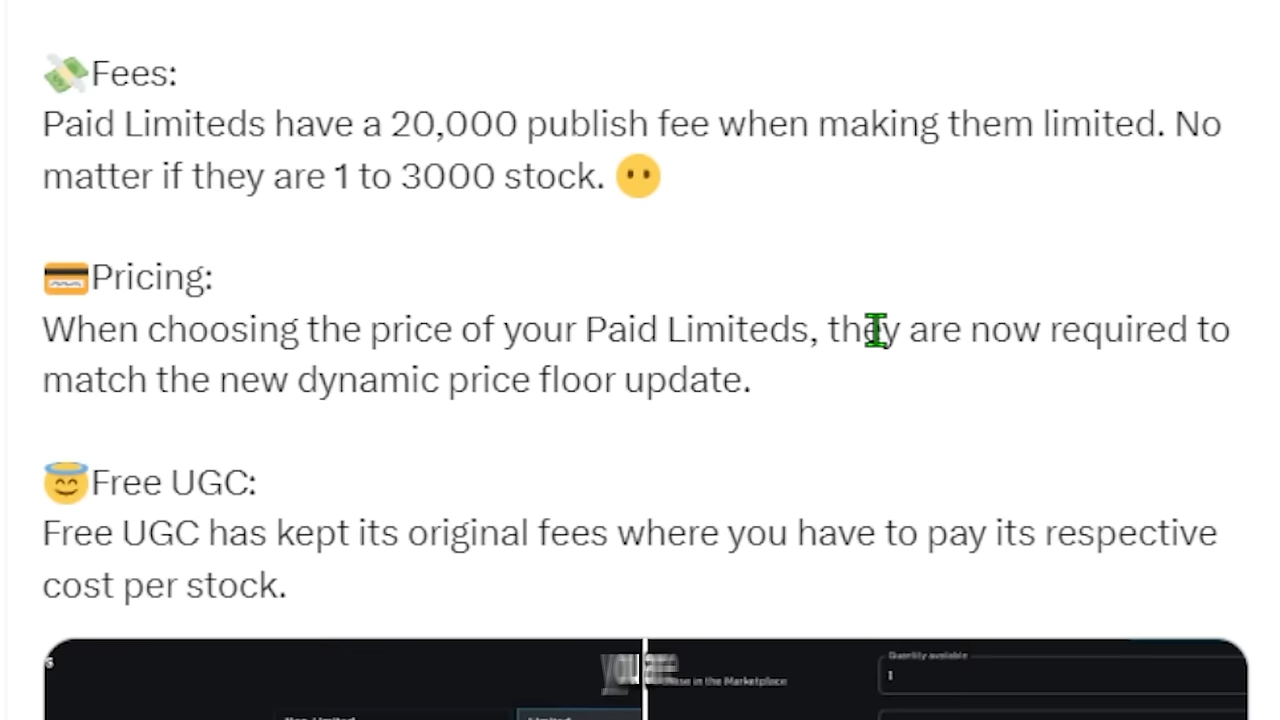 💸Fees:
Paid Limiteds have a 20,000 publish fee when making them limited. No
matter if they are 1 to 3000 stock. 😶
💳Pricing:
When choosing the price of your Paid Limiteds, they are now required to
match the new dynamic price floor update.
😇Free UGC:
Free UGC has kept its original fees where you have to pay its respective
cost per stock.
you
Quantity available
in the Marketplace
1